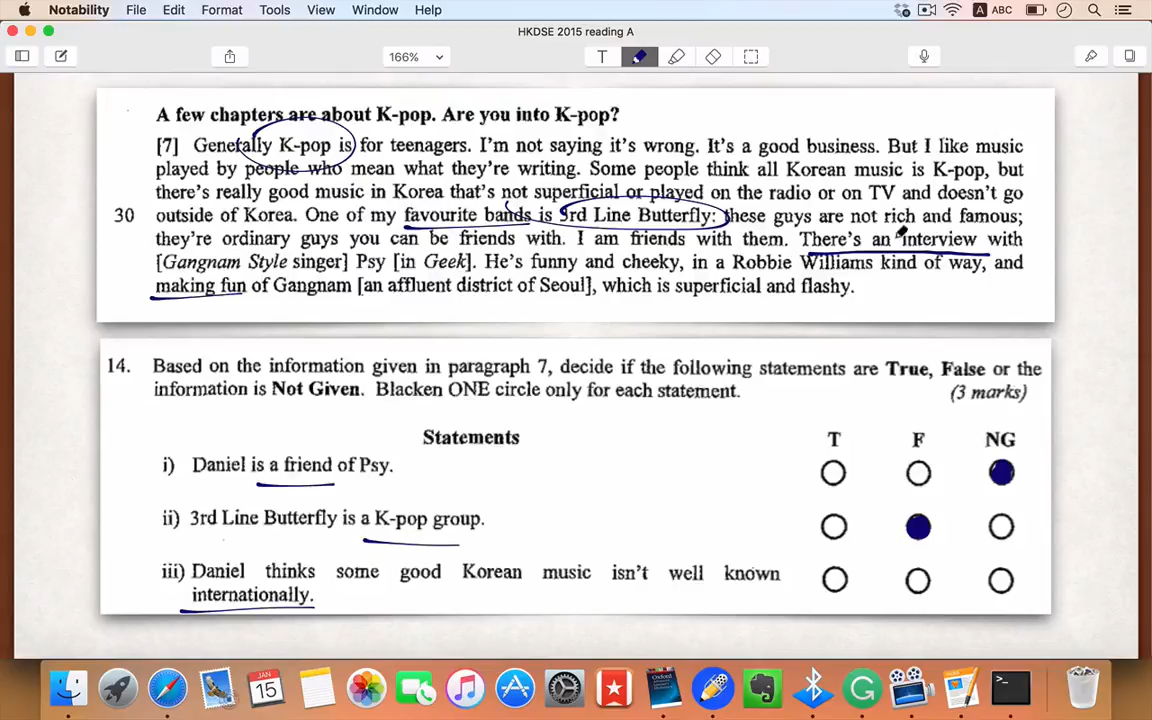 Notability File Edit Format Tools View Window Help ABC
HKDSE 2015 reading A
166% T
A few chapters are about K-pop. Are you into K-pop?
[7] Generally K-pop is for teenagers. I'm not saying it's wrong. It's a good business. But I like music
played by people who mean what they're writing. Some people think all Korean music is K-pop, but
there's really good music in Korea that's not superficial or played on the radio or on TV and doesn't go
30 outside of Korea. One of my favourite bands is 3rd Line Butterfly: these guys are not rich and famous;
they're ordinary guys you can be friends with. I am friends with them. There's an interview with
[Gangnam Style singer] Psy [in Geek]. He's funny and cheeky, in a Robbie Williams kind of way, and
making fun of Gangnam [an affluent district of Seoul], which is superficial and flashy.
14. Based on the information given in paragraph 7, decide if the following statements are True, False or the
information is Not Given. Blacken ONE circle only for each statement. (3 marks)
Statements T F NG
i) Daniel is a friend of Psy.
ii) 3rd Line Butterfly is a K-pop group.
iii) Daniel thinks some good Korean music isn't well known
internationally.
JAN
15